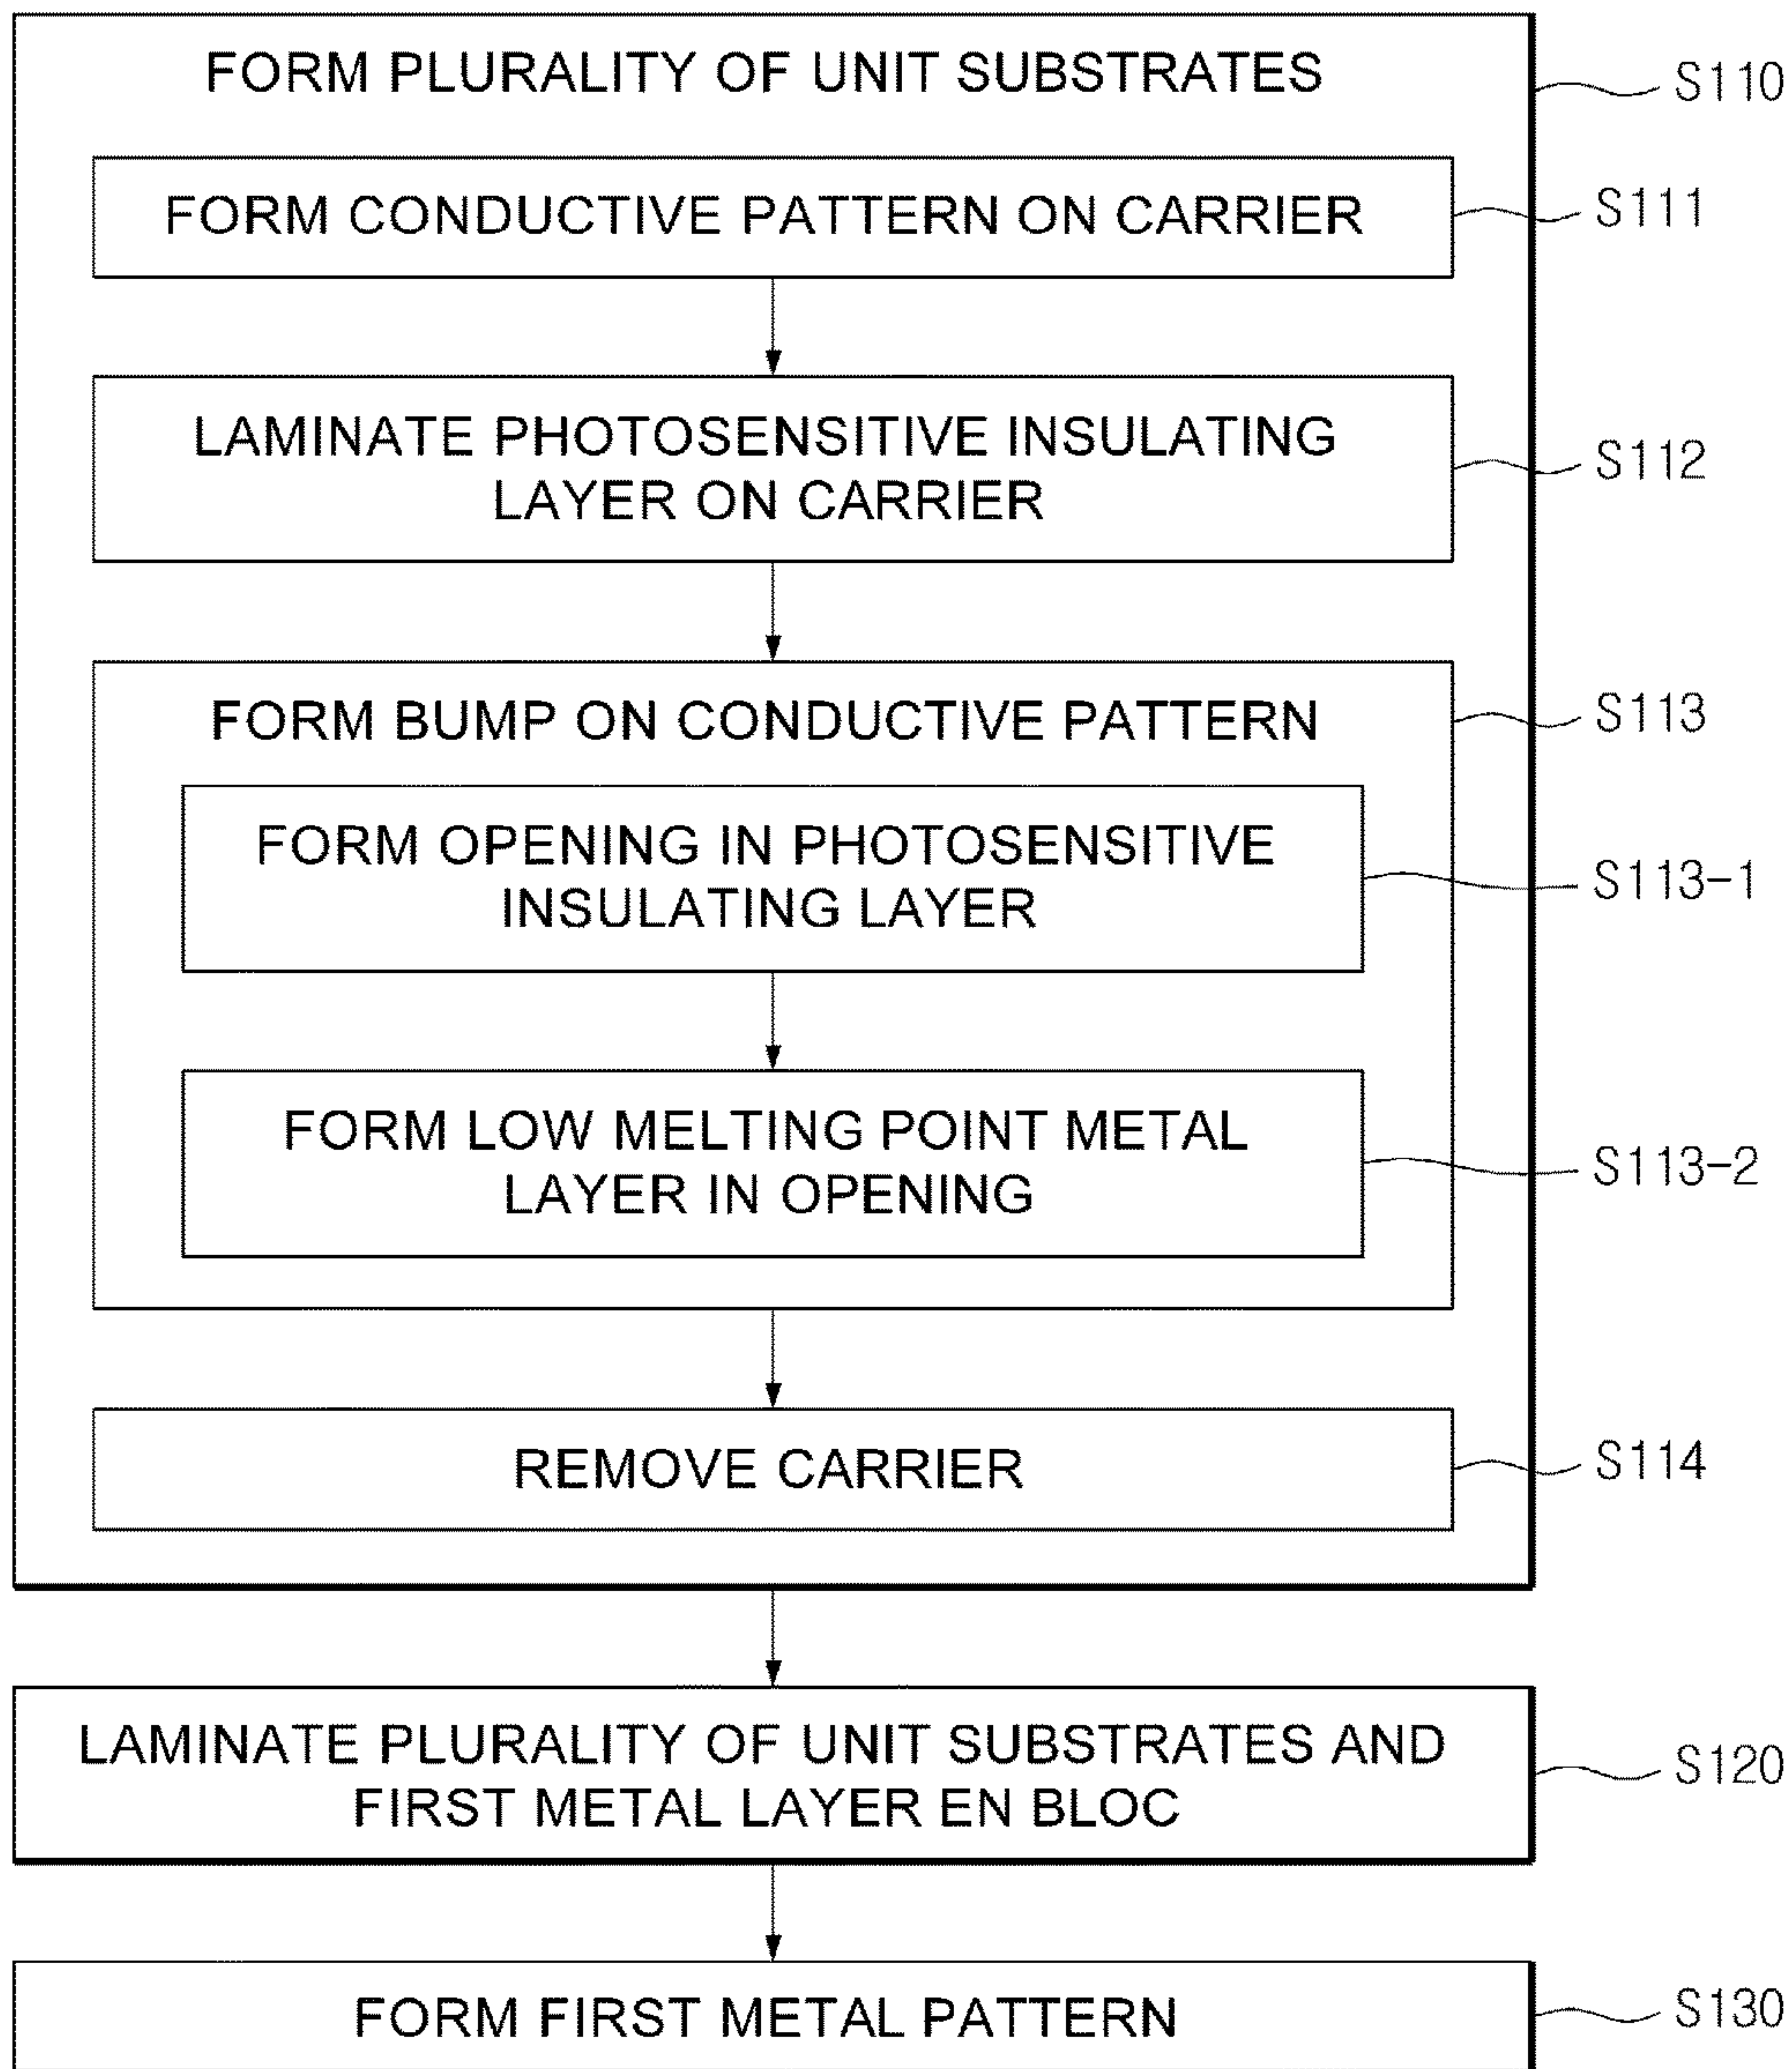 FORM PLURALITY OF UNIT SUBSTRATES
S110
FORM CONDUCTIVE PATTERN ON CARRIER
S111
LAMINATE PHOTOSENSITIVE INSULATING
LAYER ON CARRIER
S112
FORM BUMP ON CONDUCTIVE PATTERN
S113
FORM OPENING IN PHOTOSENSITIVE
INSULATING LAYER
S113-1
FORM LOW MELTING POINT METAL
LAYER IN OPENING
S113-2
REMOVE CARRIER
S114
LAMINATE PLURALITY OF UNIT SUBSTRATES AND
FIRST METAL LAYER EN BLOC
S120
FORM FIRST METAL PATTERN
S130